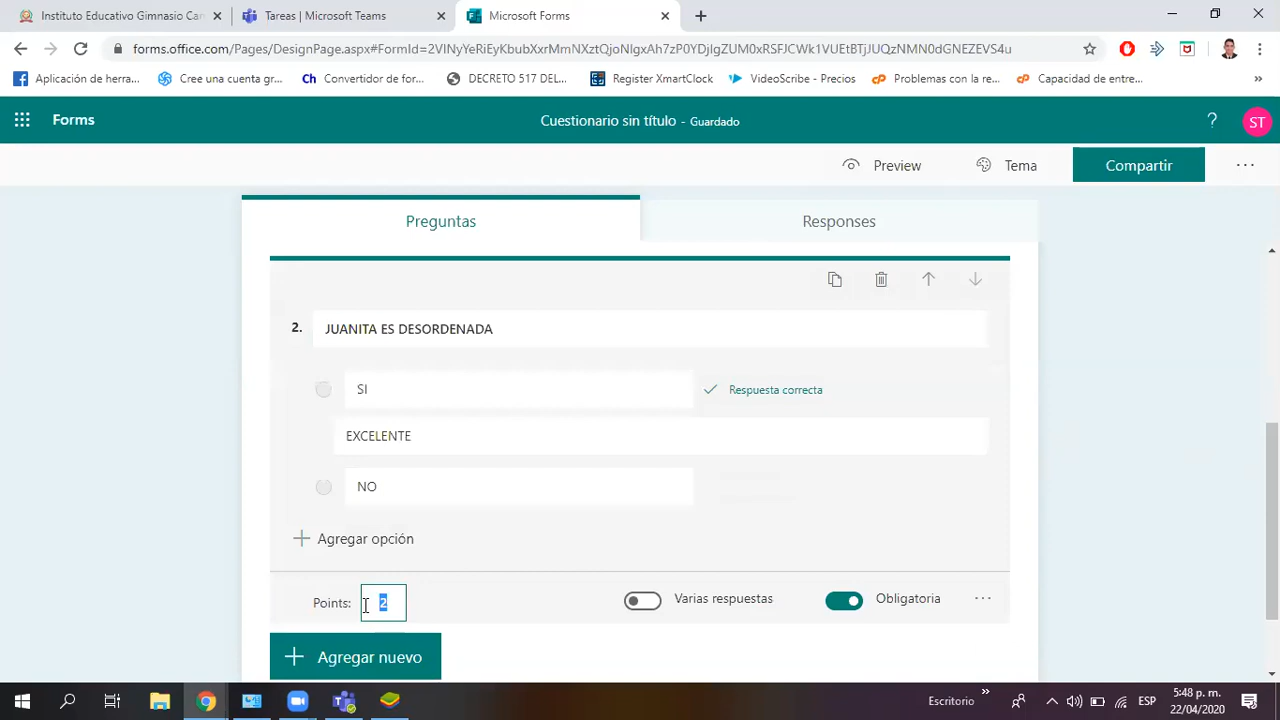 Instituto Educativo Gimnasio Car
Tareas | Microsoft Teams
Microsoft Forms
forms.office.com/Pages/DesignPage.aspx#FormId=2VlNyYeRiEyKbubXxrMmNXztQjoNIgxAh7zP0YDjIgZUM0xRSFJCWk1VUEtBTjJUQzNMN0dGNEZEVS4u
Aplicación de herra...
Cree una cuenta gr...
Ch Convertidor de for...
DECRETO 517 DEL...
Register XmartClock
VideoScribe - Precios
Problemas con la re...
Capacidad de entre...
»
Forms
Cuestionario sin título - Guardado
?
ST
Preview
Tema
Compartir
...
Preguntas
Responses
2.
JUANITA ES DESORDENADA
SI
Respuesta correcta
EXCELENTE
NO
Agregar opción
Points: 2
Varias respuestas
Obligatoria
...
Agregar nuevo
Escritorio
»
ESP
5:48 p. m.
22/04/2020